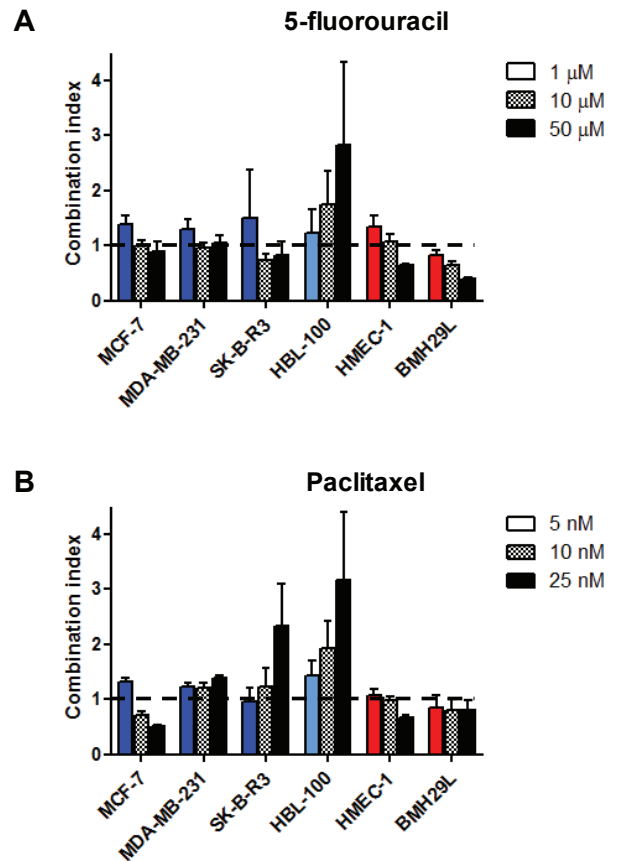 A
5-fluorouracil
Combination index
4
3
2
1
0
1 µM
10 µM
50 µM
MCF-7
MDA-MB-231
SK-B-R3
HBL-100
HMEC-1
BMH29L
B
Paclitaxel
Combination index
4
3
2
1
0
5 nM
10 nM
25 nM
MCF-7
MDA-MB-231
SK-B-R3
HBL-100
HMEC-1
BMH29L